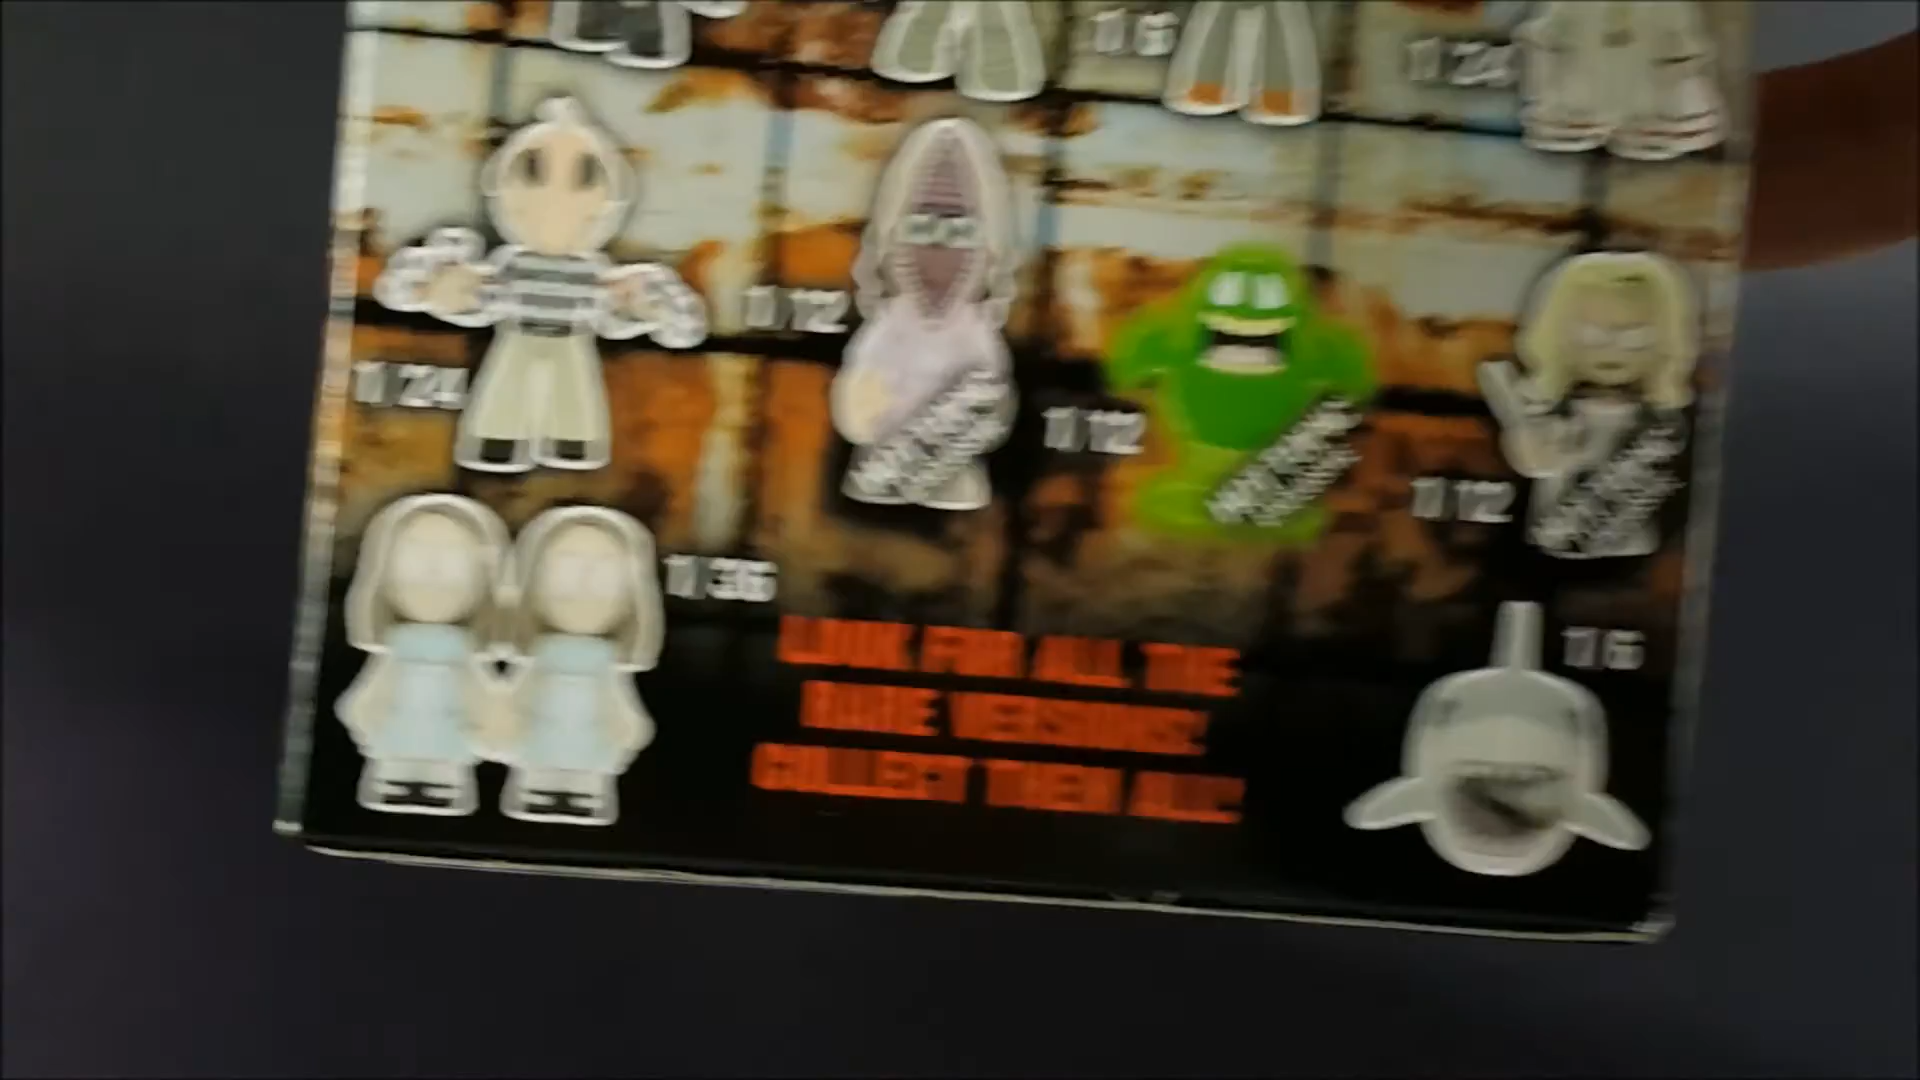 1/6
1/24
1/24
1/12
1/12
1/12
1/36
1/6
LOOK FOR ALL THE
RARE VERSIONS!
COLLECT THEM ALL!